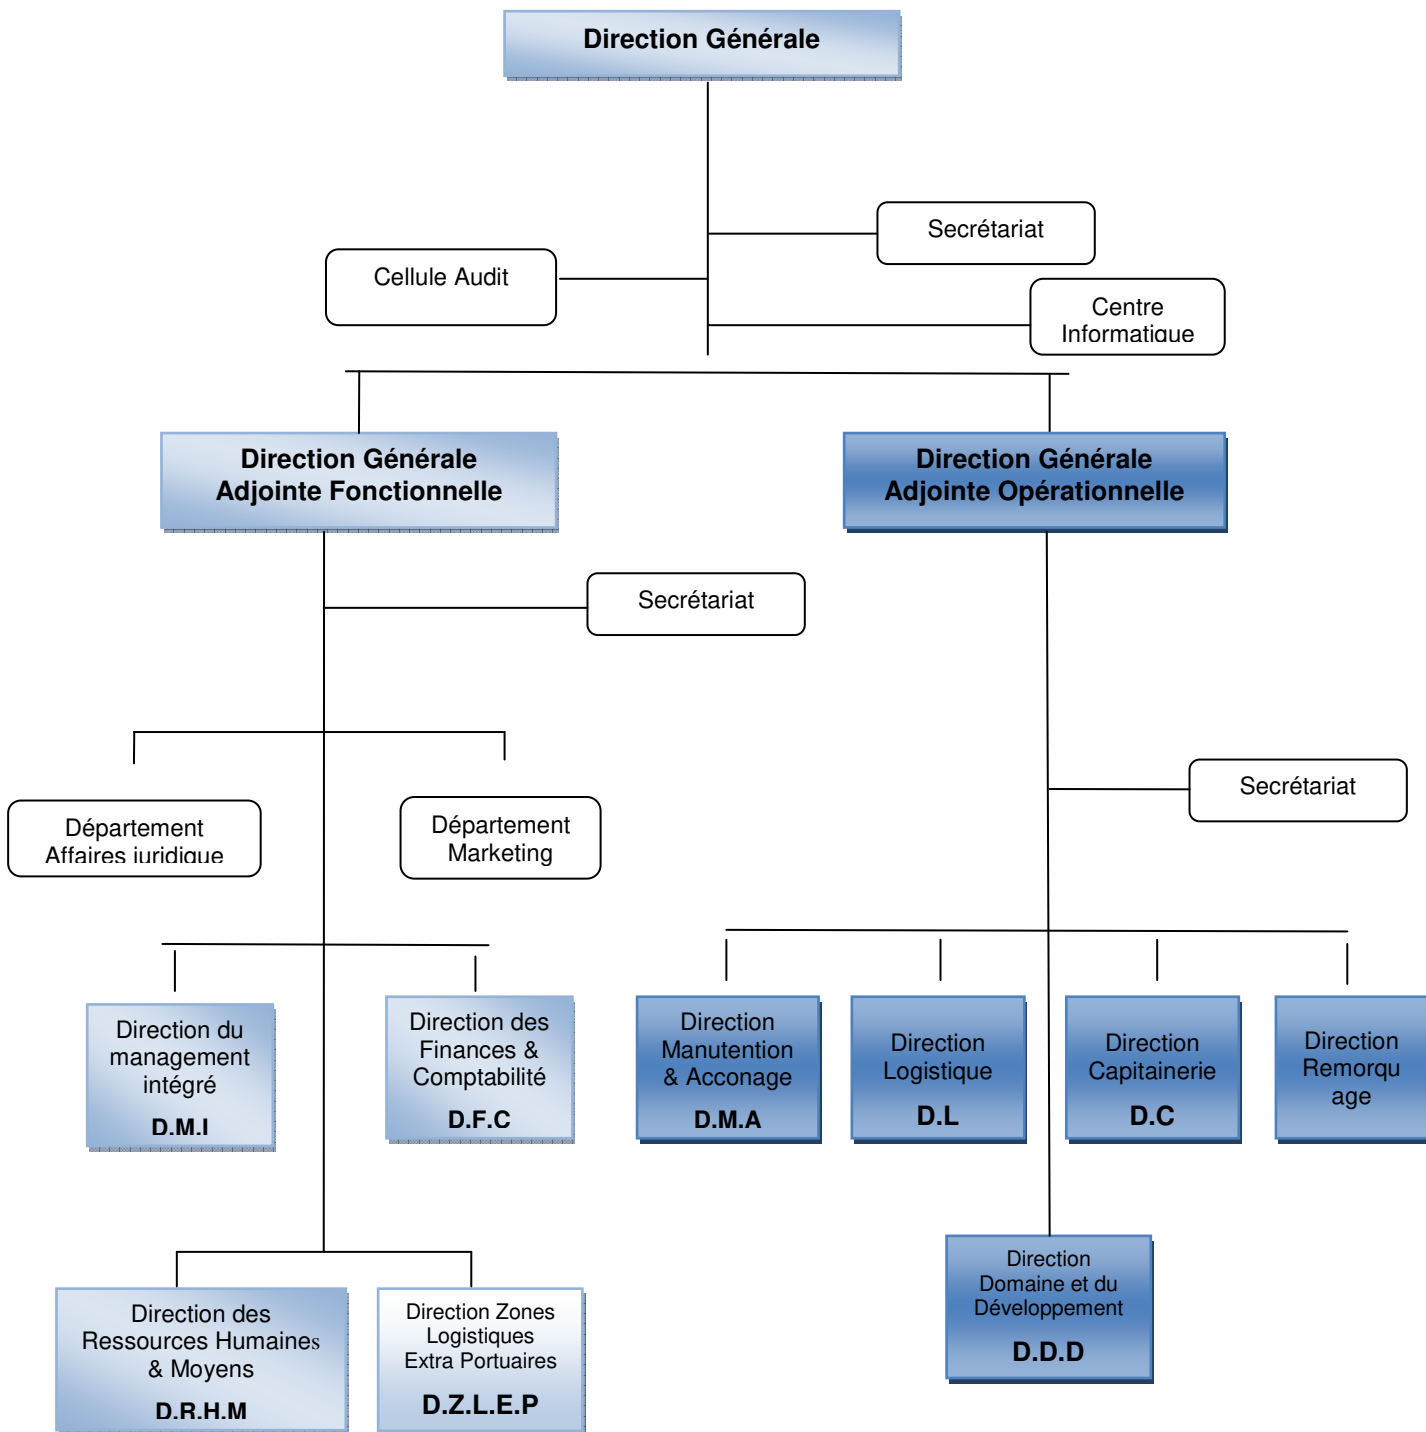 Direction Générale
Secrétariat
Cellule Audit
Centre
Informatique
Direction Générale
Adjointe Fonctionnelle
Direction Générale
Adjointe Opérationnelle
Secrétariat
Secrétariat
Département
Affaires juridique
Département
Marketing
Direction du
management
intégré
D.M.I
Direction des
Finances &
Comptabilité
D.F.C
Direction
Manutention
& Acconage
D.M.A
Direction
Logistique
D.L
Direction
Capitainerie
D.C
Direction
Remorqu
age
Direction des
Ressources Humaines
& Moyens
D.R.H.M
Direction Zones
Logistiques
Extra Portuaires
D.Z.L.E.P
Direction
Domaine et du
Développement
D.D.D